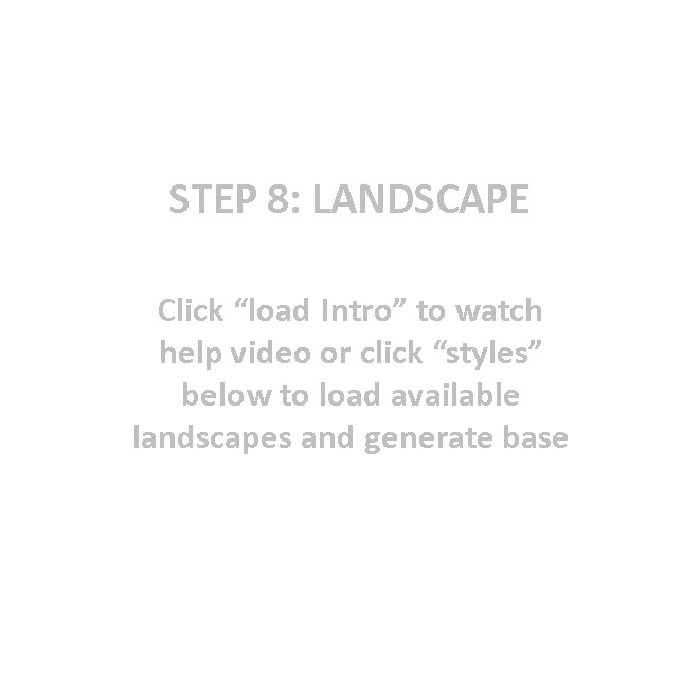 STEP 8: LANDSCAPE
Click “load Intro” to watch
help video or click “styles”
below to load available
landscapes and generate base